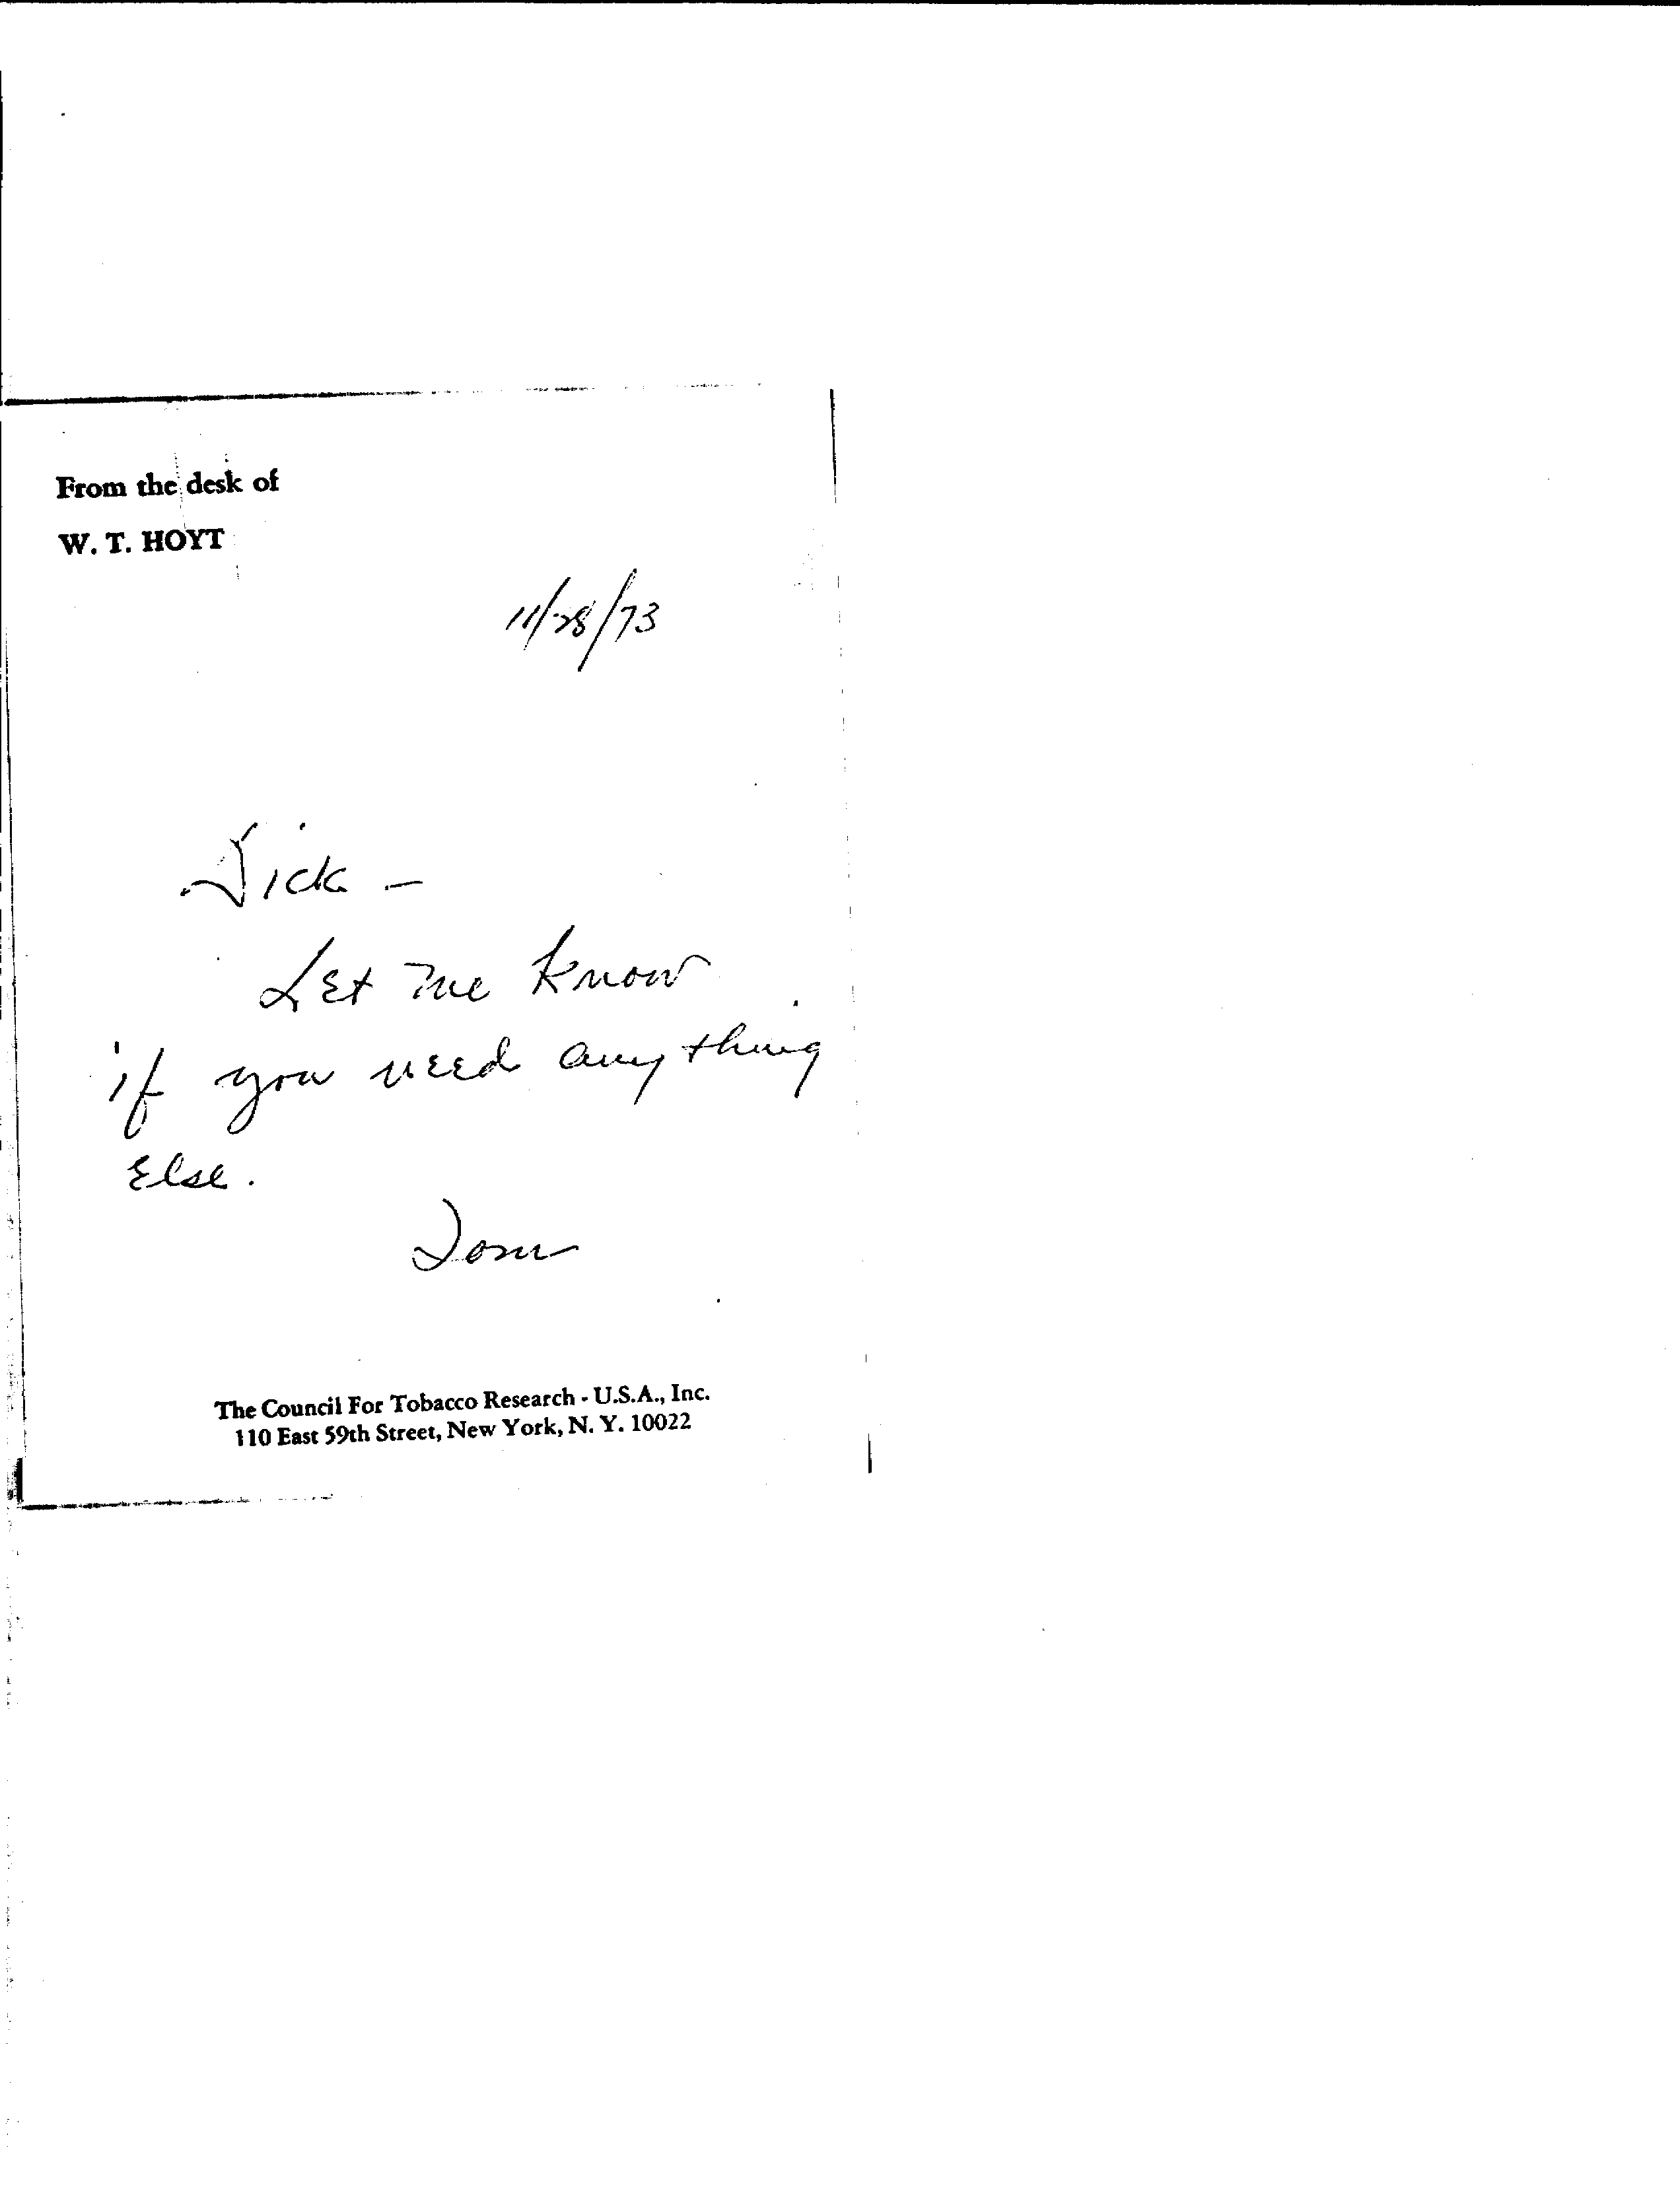 From the desk of
W. T. HOYT
11/28/73
Dick -
Let me know
if you need anything
Else.
Tom
The Council For Tobacco Research - U.S.A., Inc.
110 East 59th Street, New York, N. Y. 10022